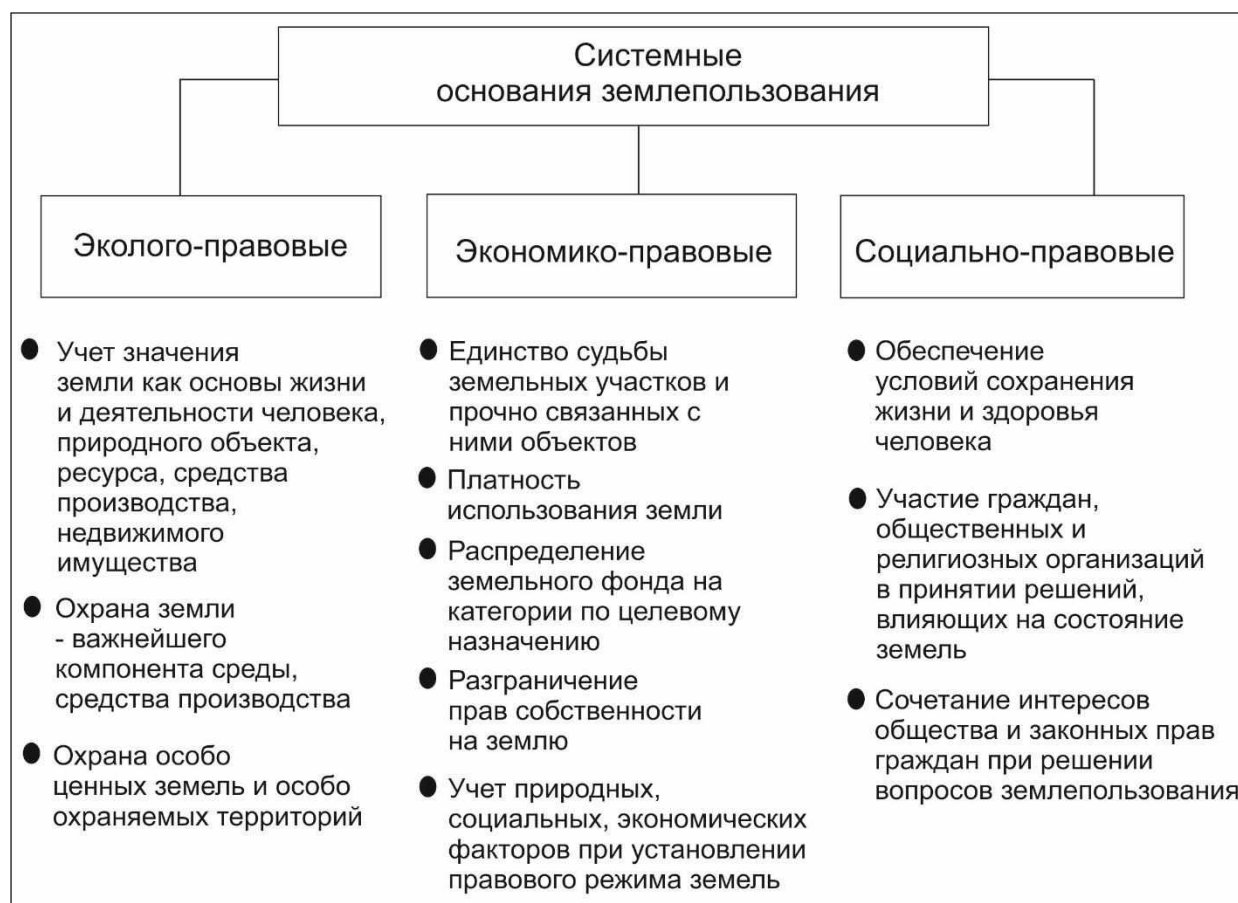 Системные
основания землепользования
Эколого-правовые
Экономико-правовые
Социально-правовые
● Учет значения
земли как основы жизни
и деятельности человека,
природного объекта,
ресурса, средства
производства,
недвижимого
имущества
● Охрана земли
- важнейшего
компонента среды,
средства производства
● Охрана особо
ценных земель и особо
охраняемых территорий
● Единство судьбы
земельных участков и
прочно связанных с
ними объектов
● Платность
использования земли
● Распределение
земельного фонда на
категории по целевому
назначению
● Разграничение
прав собственности
на землю
● Учет природных,
социальных, экономических
факторов при установлении
правового режима земель
● Обеспечение
условий сохранения
жизни и здоровья
человека
● Участие граждан,
общественных и
религиозных организаций
в принятии решений,
влияющих на состояние
земель
● Сочетание интересов
общества и законных прав
граждан при решении
вопросов землепользования